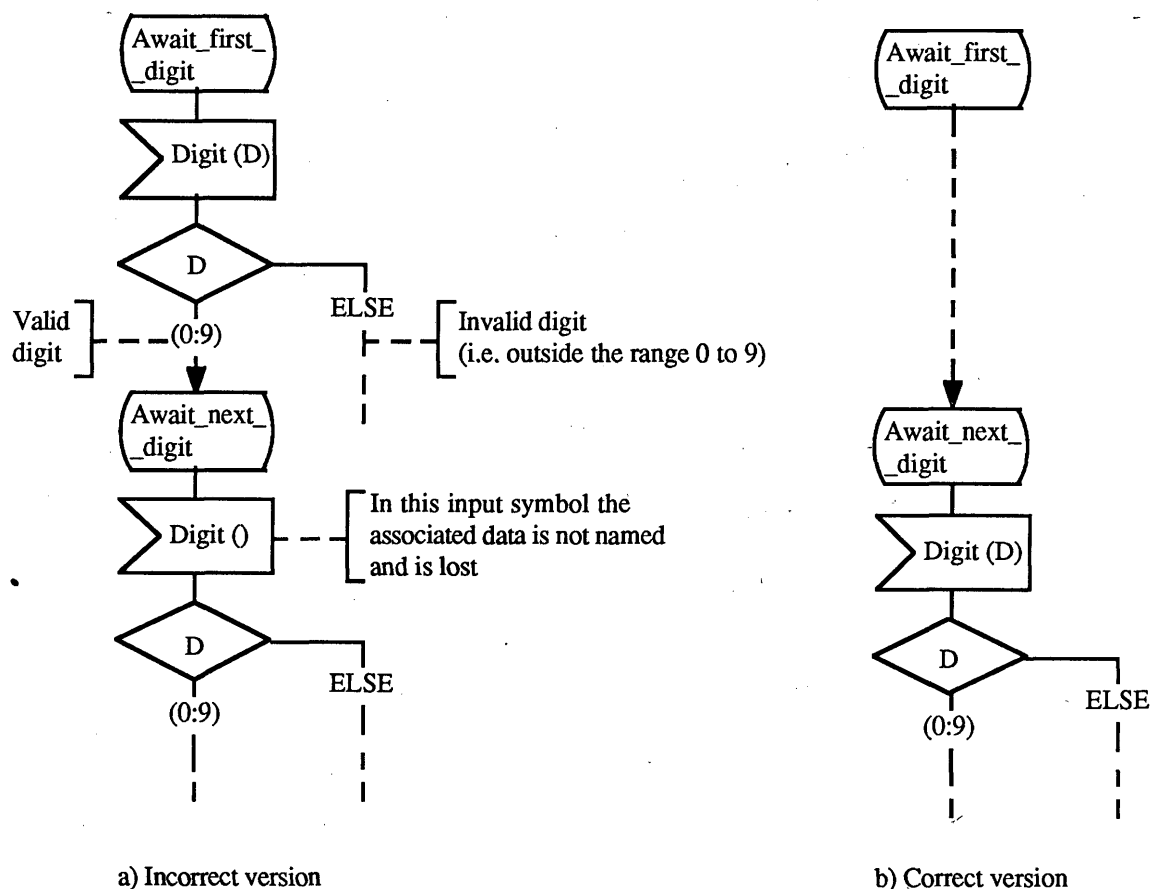 Await_first_
_digit
Digit (D)
D
ELSE
(0:9)
Valid
digit
Invalid digit
(i.e. outside the range 0 to 9)
Await_next_
_digit
Digit ()
In this input symbol the
associated data is not named
and is lost
D
ELSE
(0:9)
a) Incorrect version
Await_first_
_digit
Await_next_
_digit
Digit (D)
D
ELSE
(0:9)
b) Correct version